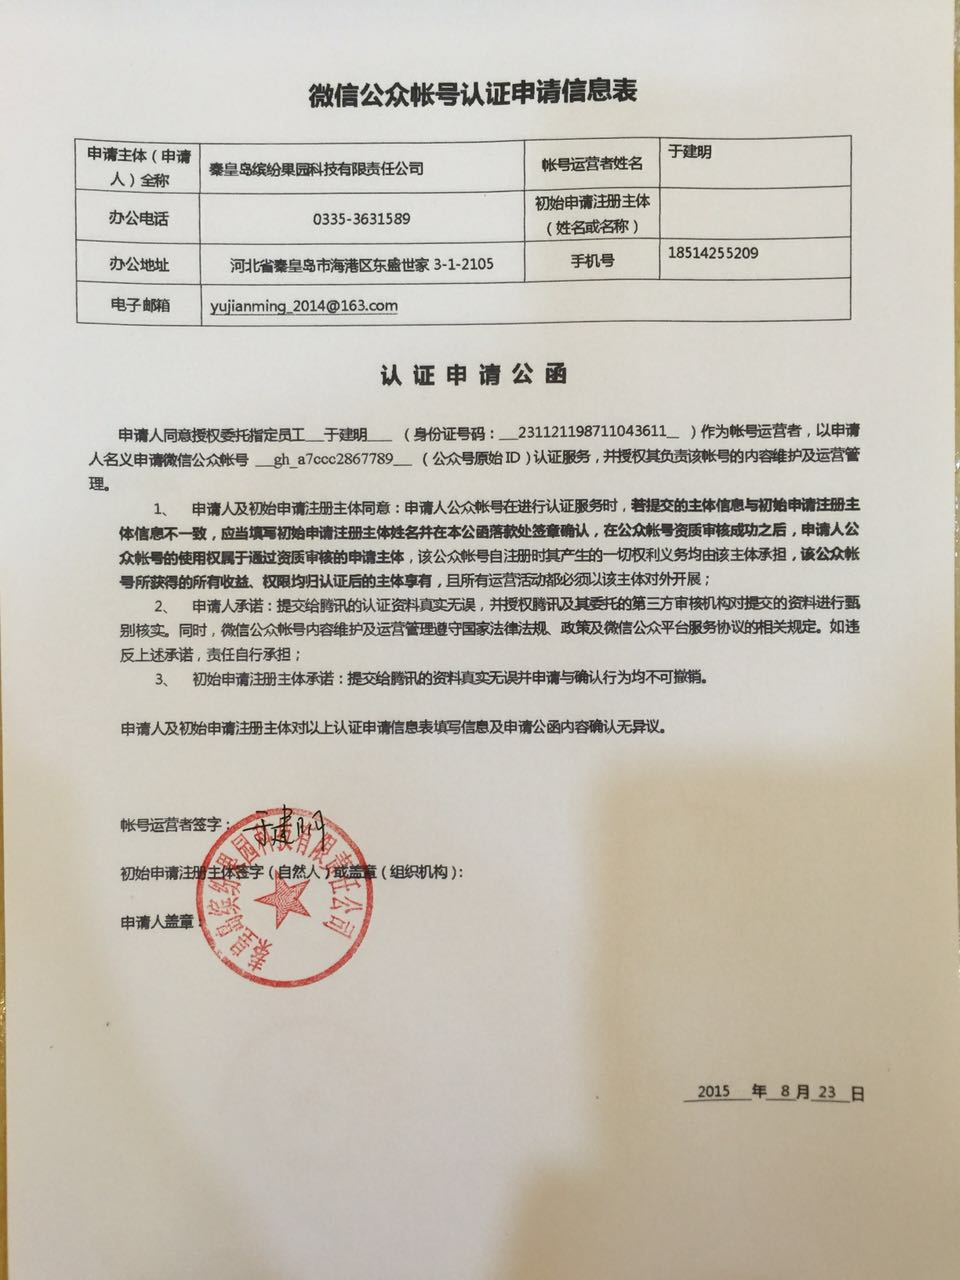 微信公众帐号认证申请信息表
申请主体（申请人）全称 秦皇岛缤纷果园科技有限责任公司 帐号运营者姓名 于建明
办公电话 0335-3631589 初始申请注册主体（姓名或名称）
办公地址 河北省秦皇岛市海港区东盛世家 3-1-2105 手机号 18514255209
电子邮箱 yujianming_2014@163.com
认证申请公函
申请人同意授权委托指定员工___于建明___（身份证号码：__231121198711043611__）作为帐号运营者，以申请
人名义申请微信公众帐号 __gh_a7ccc2867789__（公众号原始 ID）认证服务，并授权其负责该帐号的内容维护及运营管
理。
1、 申请人及初始申请注册主体同意：申请人公众帐号在进行认证服务时，若提交的主体信息与初始申请注册主
体信息不一致，应当填写初始申请注册主体姓名并在本公函落款处签章确认，在公众帐号资质审核成功之后，申请人公
众帐号的使用权属于通过资质审核的申请主体，该公众帐号自注册时其产生的一切权利义务均由该主体承担，该公众帐
号所获得的所有收益、权限均归认证后的主体享有，且所有运营活动都必须以该主体对外开展；
2、 申请人承诺：提交给腾讯的认证资料真实无误，并授权腾讯及其委托的第三方审核机构对提交的资料进行甄
别核实。同时，微信公众帐号内容维护及运营管理遵守国家法律法规、政策及微信公众平台服务协议的相关规定。如违
反上述承诺，责任自行承担；
3、 初始申请注册主体承诺：提交给腾讯的资料真实无误并申请与确认行为均不可撤销。
申请人及初始申请注册主体对以上认证申请信息表填写信息及申请公函内容确认无异议。
帐号运营者签字：于建明
初始申请注册主体签字（自然人）或盖章（组织机构）：
申请人盖章：
秦皇岛缤纷果园科技有限责任公司
__2015__年_8_月_23_日